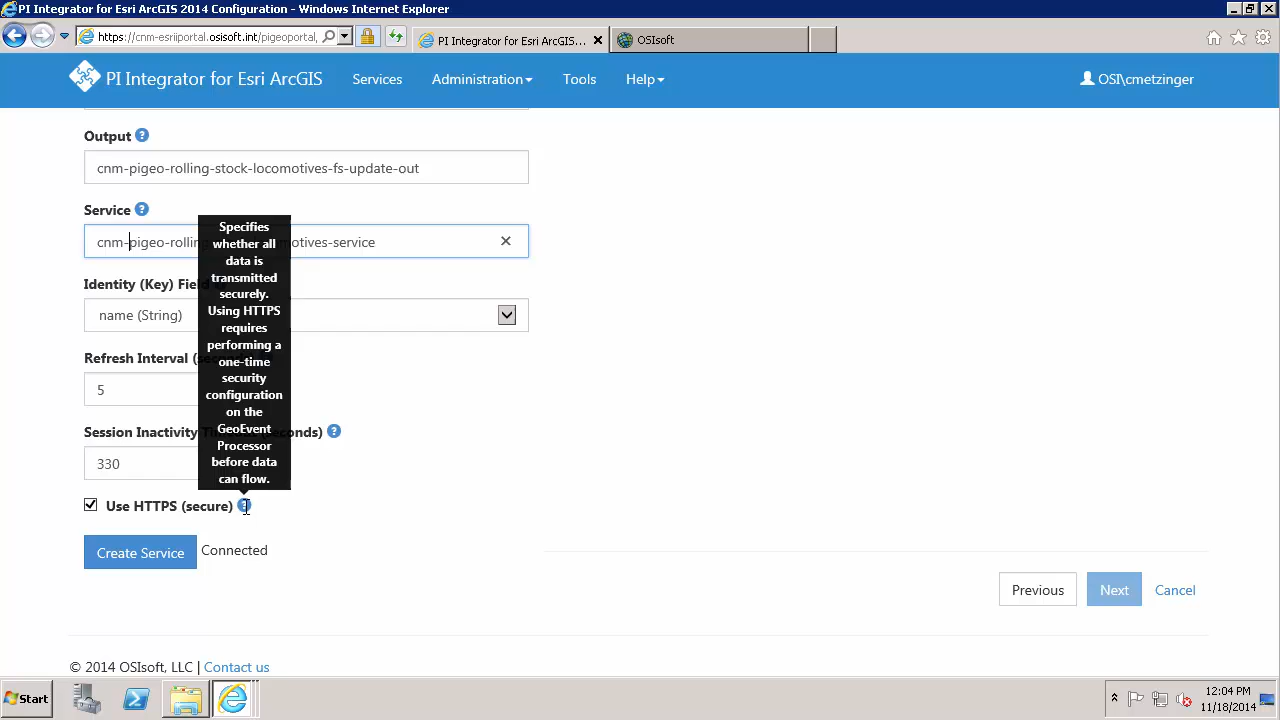 PI Integrator for Esri ArcGIS 2014 Configuration - Windows Internet Explorer
https://cnm-esriiportal.osisoft.int/pigeoportal,
PI Integrator for Esri ArcGIS...
OSIsoft
PI Integrator for Esri ArcGIS
Services
Administration
Tools
Help
OSI\cmetzinger
Output
cnm-pigeo-rolling-stock-locomotives-fs-update-out
Service
cnm-pigeo-rolling
motives-service
Specifies
whether all
data is
transmitted
securely.
Using HTTPS
requires
performing a
one-time
security
configuration
on the
GeoEvent
Processor
before data
can flow.
Identity (Key) Field
name (String)
Refresh Interval
5
Session Inactivity Timeout (seconds)
330
Use HTTPS (secure)
Create Service
Connected
Previous
Next
Cancel
© 2014 OSIsoft, LLC | Contact us
Start
12:04 PM
11/18/2014